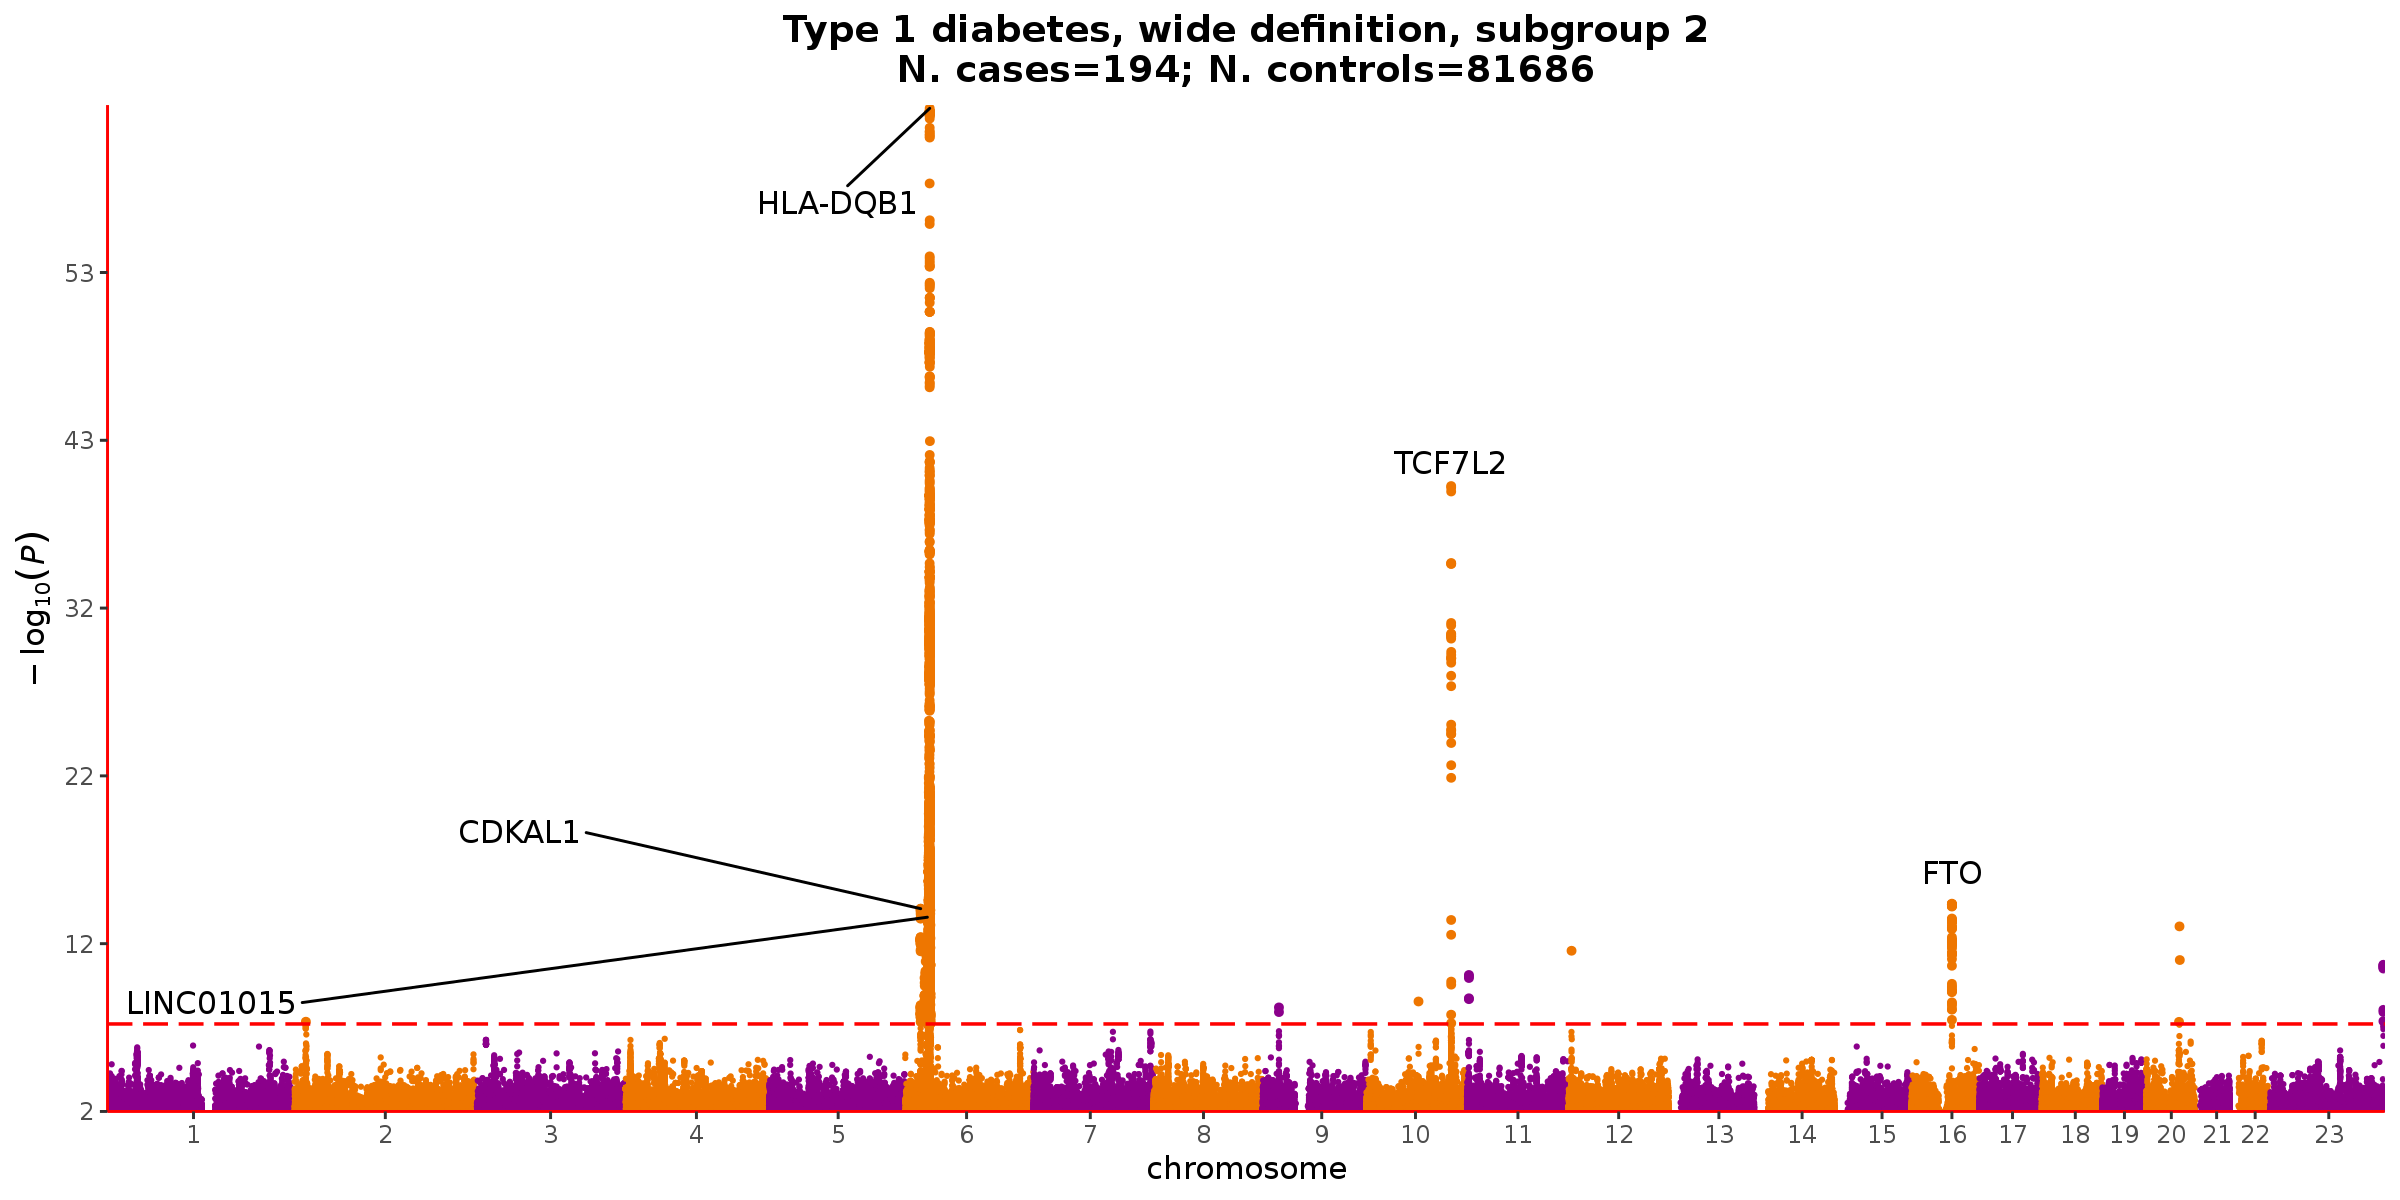 Type 1 diabetes, wide definition, subgroup 2
N. cases=194; N. controls=81686
HLA-DQB1
53
43
TCF7L2
−log10(P)
32
22
CDKAL1
FTO
12
LINC01015
2
1 2 3 4 5 6 7 8 9 10 11 12 13 14 15 16 17 18 19 20 21 22 23
chromosome